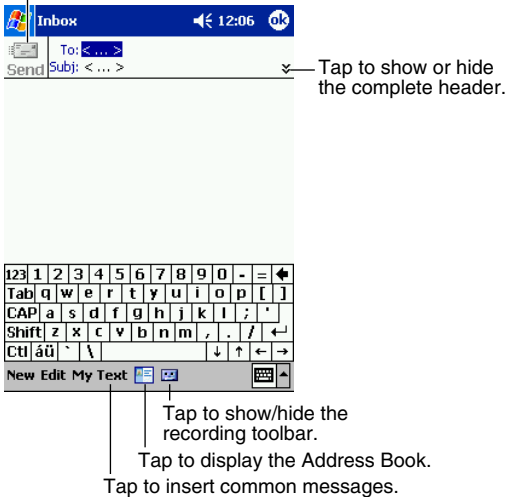 Inbox 12:06 ok
To: < ... >
Send Subj: < ... >
Tap to show or hide
the complete header.
123 1 2 3 4 5 6 7 8 9 0 - =
Tab q w e r t y u i o p [ ]
CAP a s d f g h j k l ; '
Shift z x c v b n m , . /
Ctl áü ` \ ↓ ↑ ← →
New Edit My Text
Tap to show/hide the
recording toolbar.
Tap to display the Address Book.
Tap to insert common messages.